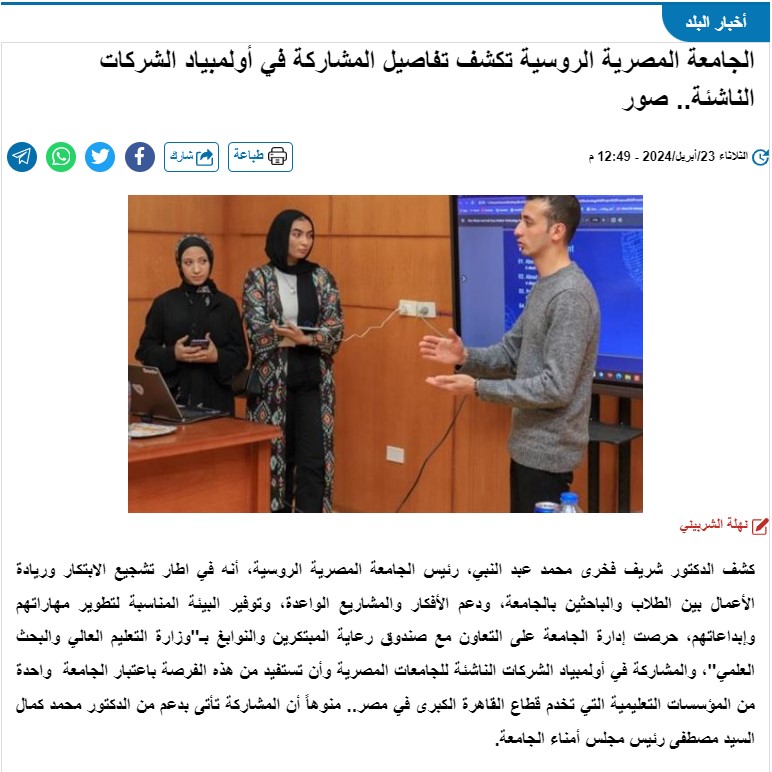 أخبار البلد
الجامعة المصرية الروسية تكشف تفاصيل المشاركة في أولمبياد الشركات
الناشئة.. صور
الثلاثاء 23/أبريل/2024 - 12:49 م
طباعة
شارك
نهلة الشربيني
كشف الدكتور شريف فخرى محمد عبد النبي، رئيس الجامعة المصرية الروسية، أنه في اطار تشجيع الابتكار وريادة
الأعمال بين الطلاب والباحثين بالجامعة، ودعم الأفكار والمشاريع الواعدة، وتوفير البيئة المناسبة لتطوير مهاراتهم
وإبداعاتهم، حرصت إدارة الجامعة على التعاون مع صندوق رعاية المبتكرين والنوابغ بـ"وزارة التعليم العالي والبحث
العلمي"، والمشاركة في أولمبياد الشركات الناشئة للجامعات المصرية وأن تستفيد من هذه الفرصة باعتبار الجامعة واحدة
من المؤسسات التعليمية التي تخدم قطاع القاهرة الكبرى في مصر.. منوهاً أن المشاركة تأتى بدعم من الدكتور محمد كمال
السيد مصطفى رئيس مجلس أمناء الجامعة.